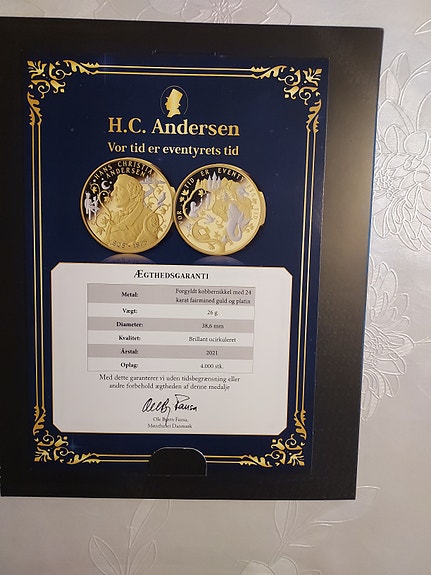 H.C. Andersen
Vor tid er eventyrets tid
HANS CHRISTIAN
ANDERSEN
1805-1875
VOR TID ER EVENTYRETS TID
ÆGTHEDSGARANTI
Metal: Forgyldt kobbernikkel med 24
karat fairmined guld og platin
Vægt: 26 g.
Diameter: 38,6 mm
Kvalitet: Brillant ucirkuleret
Årstal: 2021
Oplag: 4.000 stk.
Med dette garanterer vi uden tidsbegrænsning eller
andre forbehold ægtheden af denne medalje
Ole Bjørn Fausa,
Mønthuset Danmark